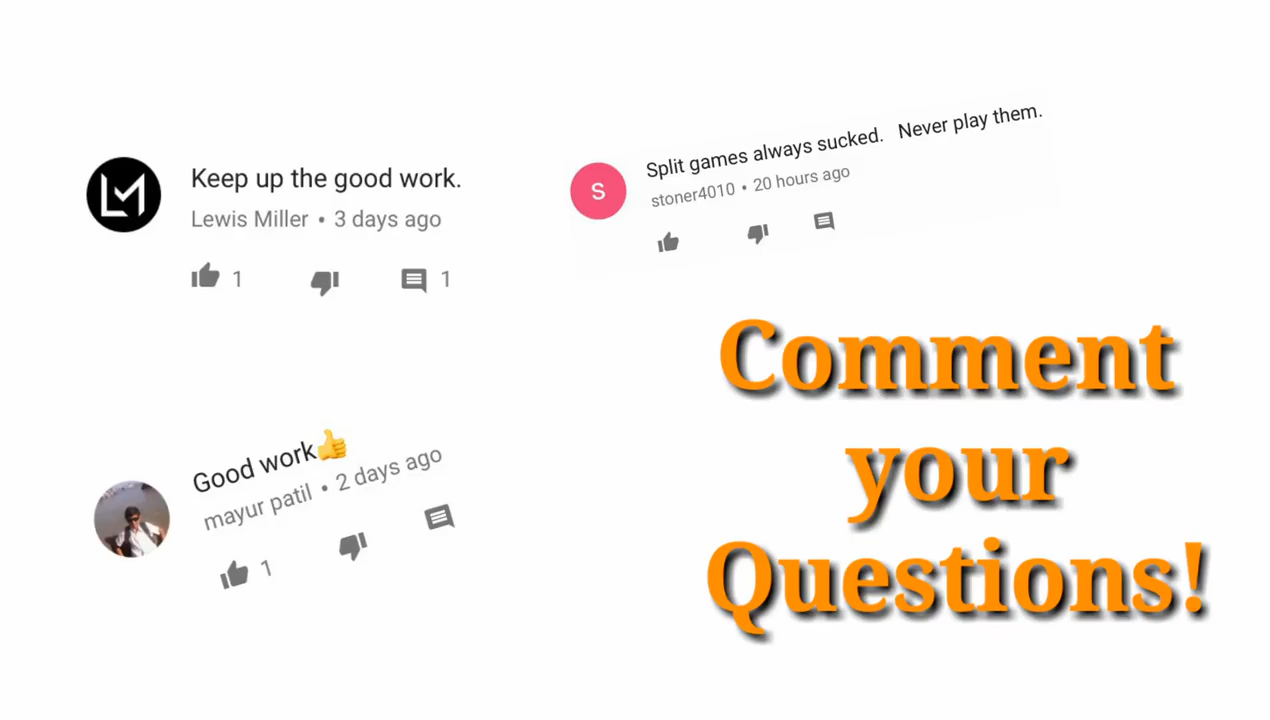 Keep up the good work.
Lewis Miller • 3 days ago
1
1
Split games always sucked. Never play them.
stoner4010 • 20 hours ago
S
LM
Good work👍
mayur patil • 2 days ago
1
Comment
your
Questions!